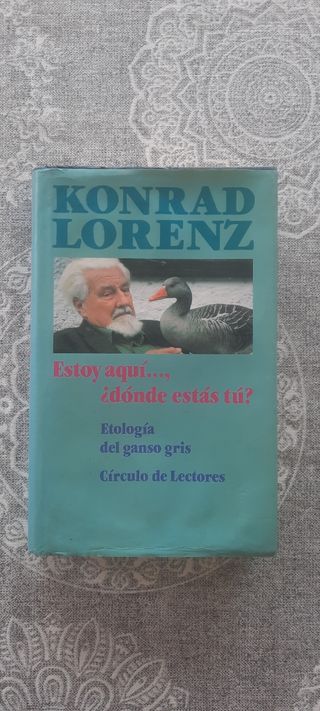 KONRAD
LORENZ
Estoy aquí...,
¿dónde estás tú?
Etología
del ganso gris
Círculo de Lectores